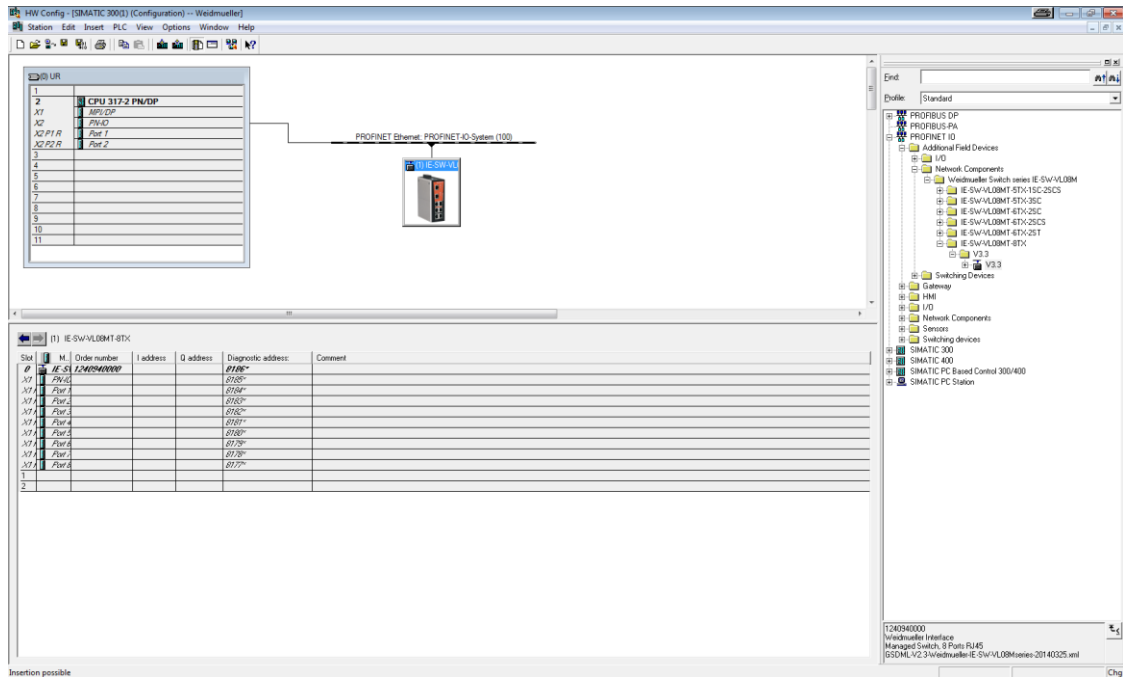 HW Config - [SIMATIC 300(1) (Configuration) -- Weidmueller]
Station Edit Insert PLC View Options Window Help
(0) UR
1
2 CPU 317-2 PN/DP
X1 MPI/DP
X2 PN-IO
X2 P1 R Port 1
X2 P2 R Port 2
3
4
5
6
7
8
9
10
11
PROFINET Ethernet: PROFINET-IO-System (100)
(1) IE-SW-VL
Find:
Profile: Standard
PROFIBUS DP
PROFIBUS-PA
PROFINET IO
Additional Field Devices
I/O
Network Components
Weidmueller Switch series IE-SW-VL08M
IE-SW-VL08MT-5TX-1SC-2SCS
IE-SW-VL08MT-5TX-3SC
IE-SW-VL08MT-6TX-2SC
IE-SW-VL08MT-6TX-2SCS
IE-SW-VL08MT-6TX-2ST
IE-SW-VL08MT-8TX
V3.3
V3.3
Switching Devices
Gateway
HMI
I/O
Network Components
Sensors
Switching devices
SIMATIC 300
SIMATIC 400
SIMATIC PC Based Control 300/400
SIMATIC PC Station
(1) IE-SW-VL08MT-8TX
Slot M... Order number I address Q address Diagnostic address: Comment
0 IE-S 1240940000 8186*
X1 PN-IO 8185*
X1 Port 1 8184*
X1 Port 2 8183*
X1 Port 3 8182*
X1 Port 4 8181*
X1 Port 5 8180*
X1 Port 6 8179*
X1 Port 7 8178*
X1 Port 8 8177*
1
2
1240940000
Weidmueller Interface
Managed Switch, 8 Ports RJ45
GSDML-V2.3-Weidmueller-IE-SW-VL08Mseries-20140325.xml
Insertion possible
Chg